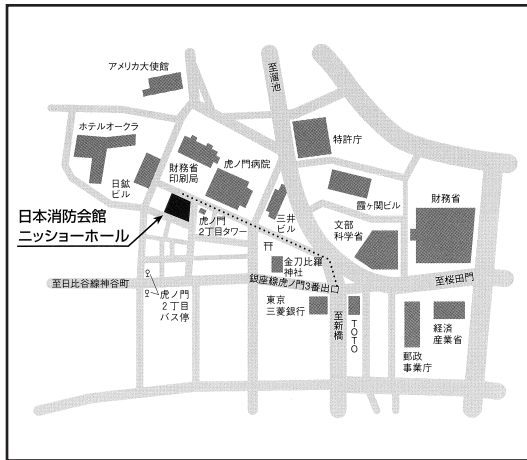 アメリカ大使館
至溜池
ホテルオークラ
特許庁
財務省
印刷局
虎ノ門病院
日鉱
ビル
霞ヶ関ビル
財務省
日本消防会館
ニッショーホール
虎ノ門
2丁目タワー
三井
ビル
文部
科学省
金刀比羅
神社
至日比谷線神谷町
銀座線虎ノ門3番出口
至桜田門
虎ノ門
2丁目
バス停
東京
三菱銀行
至新橋
TOTO
経済
産業省
郵政
事業庁